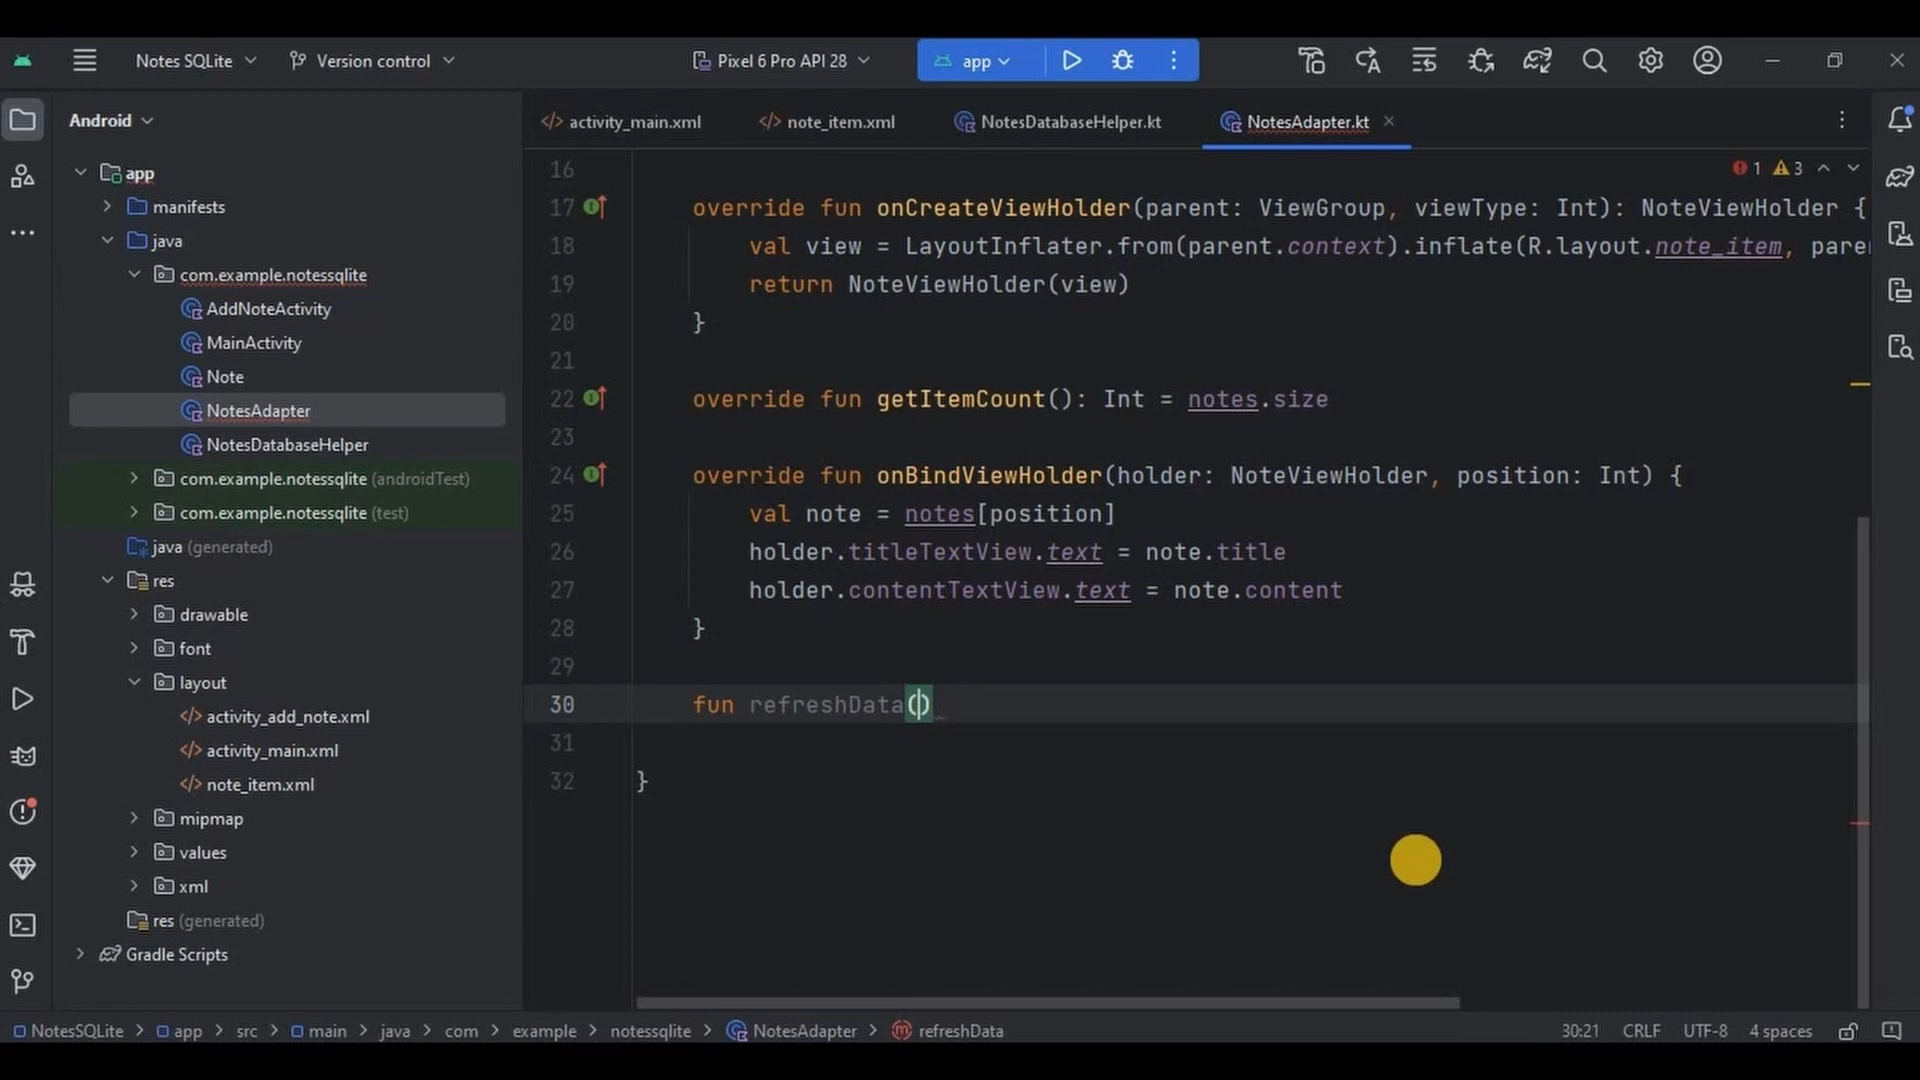 Notes SQLite
Version control
Pixel 6 Pro API 28
app
Android
activity_main.xml
note_item.xml
NotesDatabaseHelper.kt
NotesAdapter.kt
app
manifests
java
com.example.notessqlite
AddNoteActivity
MainActivity
Note
NotesAdapter
NotesDatabaseHelper
com.example.notessqlite (androidTest)
com.example.notessqlite (test)
java (generated)
res
drawable
font
layout
activity_add_note.xml
activity_main.xml
note_item.xml
mipmap
values
xml
res (generated)
Gradle Scripts
1 3
16
17 override fun onCreateViewHolder(parent: ViewGroup, viewType: Int): NoteViewHolder {
18 val view = LayoutInflater.from(parent.context).inflate(R.layout.note_item, pare
19 return NoteViewHolder(view)
20 }
21
22 override fun getItemCount(): Int = notes.size
23
24 override fun onBindViewHolder(holder: NoteViewHolder, position: Int) {
25 val note = notes[position]
26 holder.titleTextView.text = note.title
27 holder.contentTextView.text = note.content
28 }
29
30 fun refreshData()
31
32 }
NotesSQLite > app > src > main > java > com > example > notessqlite > NotesAdapter > refreshData
30:21 CRLF UTF-8 4 spaces